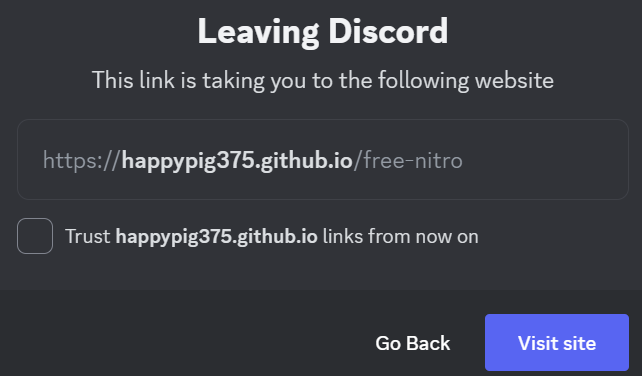 Leaving Discord
This link is taking you to the following website
https://happypig375.github.io/free-nitro
Trust happypig375.github.io links from now on
Go Back
Visit site